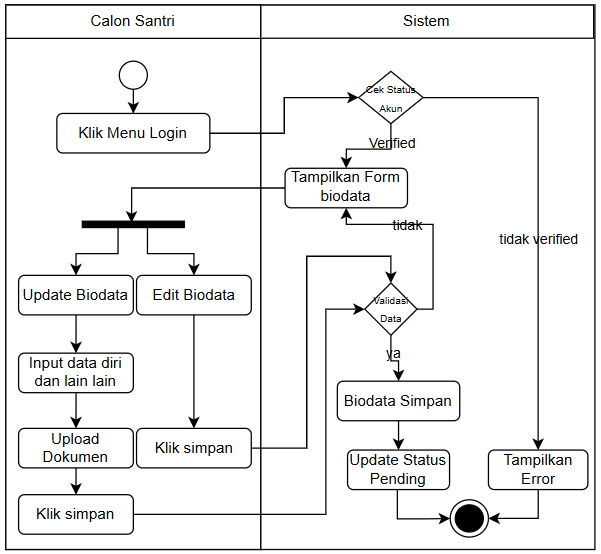 Calon Santri
Sistem
Cek Status
Akun
Klik Menu Login
Verified
Tampilkan Form
biodata
tidak
tidak verified
Update Biodata
Edit Biodata
Validasi
Data
ya
Input data diri
dan lain lain
Biodata Simpan
Upload
Dokumen
Klik simpan
Update Status
Pending
Tampilkan
Error
Klik simpan